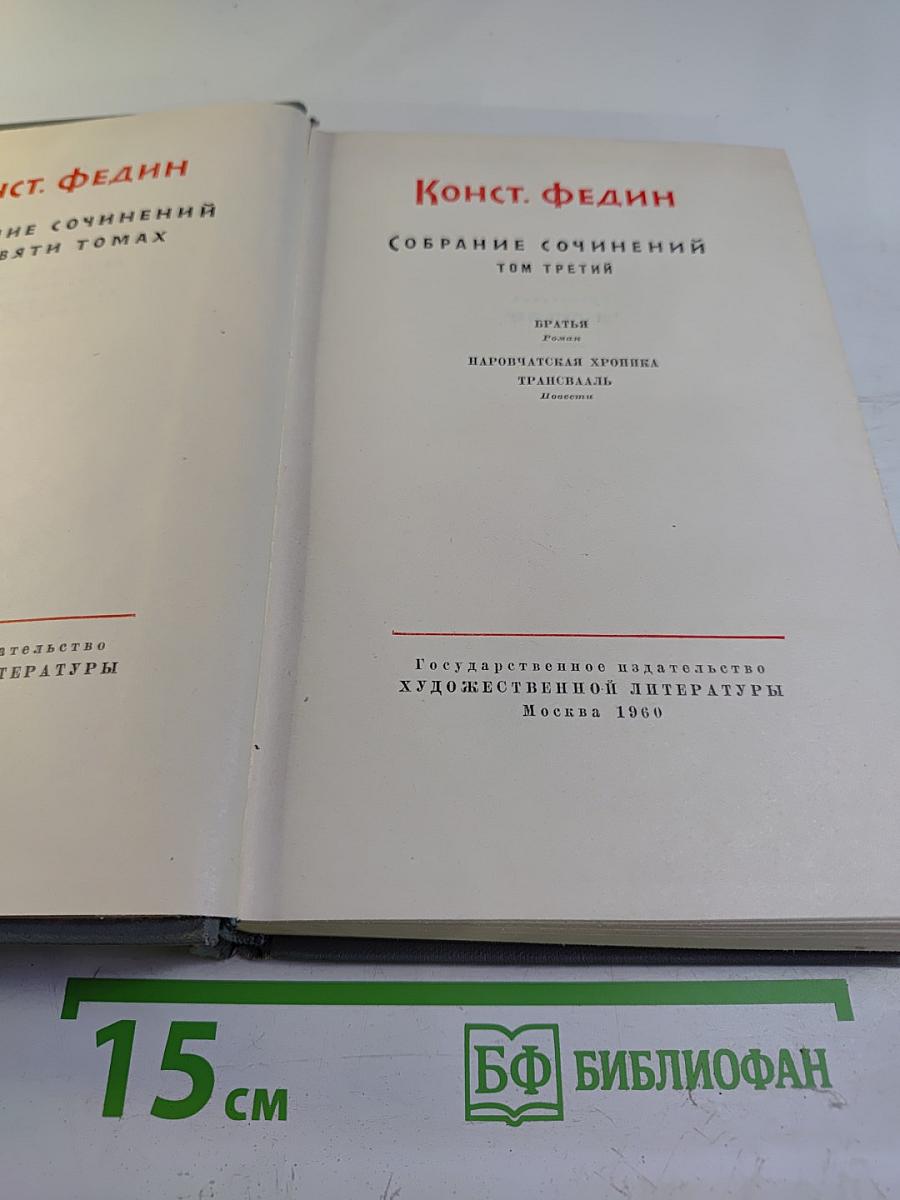 НСТ. ФЕДИН
НИЕ СОЧИНЕНИЙ
ВЯТИ ТОМАХ
ательство
ТЕРАТУРЫ
Конст. ФЕДИН
СОБРАНИЕ СОЧИНЕНИЙ
ТОМ ТРЕТИЙ
БРАТЬЯ
Роман
НАРОВЧАТСКАЯ ХРОНИКА
ТРАНСВААЛЬ
Повести
Государственное издательство
ХУДОЖЕСТВЕННОЙ ЛИТЕРАТУРЫ
Москва 1960
15 см
БФ БИБЛИОФАН